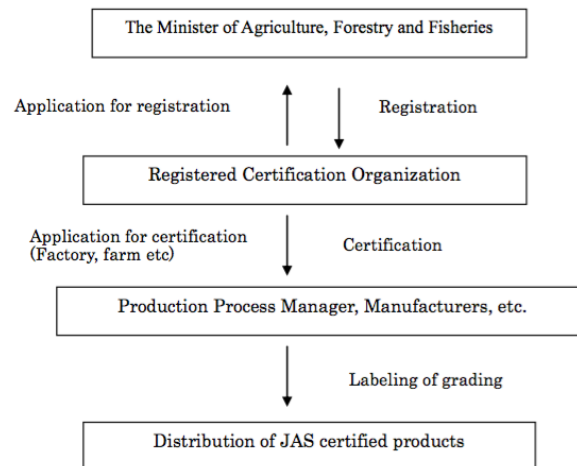 The Minister of Agriculture, Forestry and Fisheries
Application for registration
Registration
Registered Certification Organization
Application for certification
(Factory, farm etc)
Certification
Production Process Manager, Manufacturers, etc.
Labeling of grading
Distribution of JAS certified products